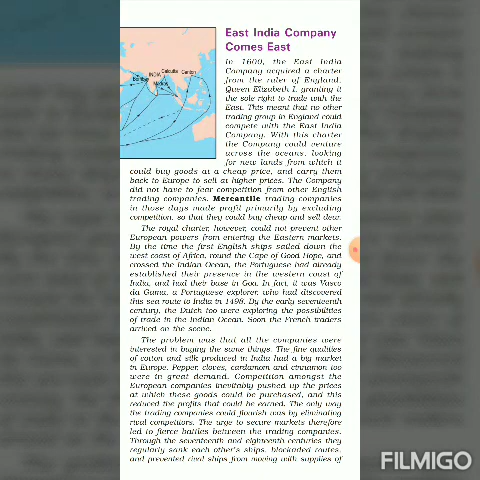 East India Company
Comes East
In 1600, the East India
Company acquired a charter
from the ruler of England,
Queen Elizabeth I, granting it
the sole right to trade with the
East. This meant that no other
trading group in England could
compete with the East India
Company. With this charter
the Company could venture
across the oceans, looking
for new lands from which it
could buy goods at a cheap price, and carry them
back to Europe to sell at higher prices. The Company
did not have to fear competition from other English
trading companies. Mercantile trading companies
in those days made profit primarily by excluding
competition, so that they could buy cheap and sell dear.
The royal charter, however, could not prevent other
European powers from entering the Eastern markets.
By the time the first English ships sailed down the
west coast of Africa, round the Cape of Good Hope, and
crossed the Indian Ocean, the Portuguese had already
established their presence in the western coast of
India, and had their base in Goa. In fact, it was Vasco
da Gama, a Portuguese explorer, who had discovered
this sea route to India in 1498. By the early seventeenth
century, the Dutch too were exploring the possibilities
of trade in the Indian Ocean. Soon the French traders
arrived on the scene.
The problem was that all the companies were
interested in buying the same things. The fine qualities
of cotton and silk produced in India had a big market
in Europe. Pepper, cloves, cardamom and cinnamon too
were in great demand. Competition amongst the
European companies inevitably pushed up the prices
at which these goods could be purchased, and this
reduced the profits that could be earned. The only way
the trading companies could flourish was by eliminating
rival competitors. The urge to secure markets therefore
led to fierce battles between the trading companies.
Through the seventeenth and eighteenth centuries they
regularly sank each other's ships, blockaded routes,
and prevented rival ships from moving with supplies of
INDIA
Calcutta
Canton
Bombay
Madras
FILMIGO